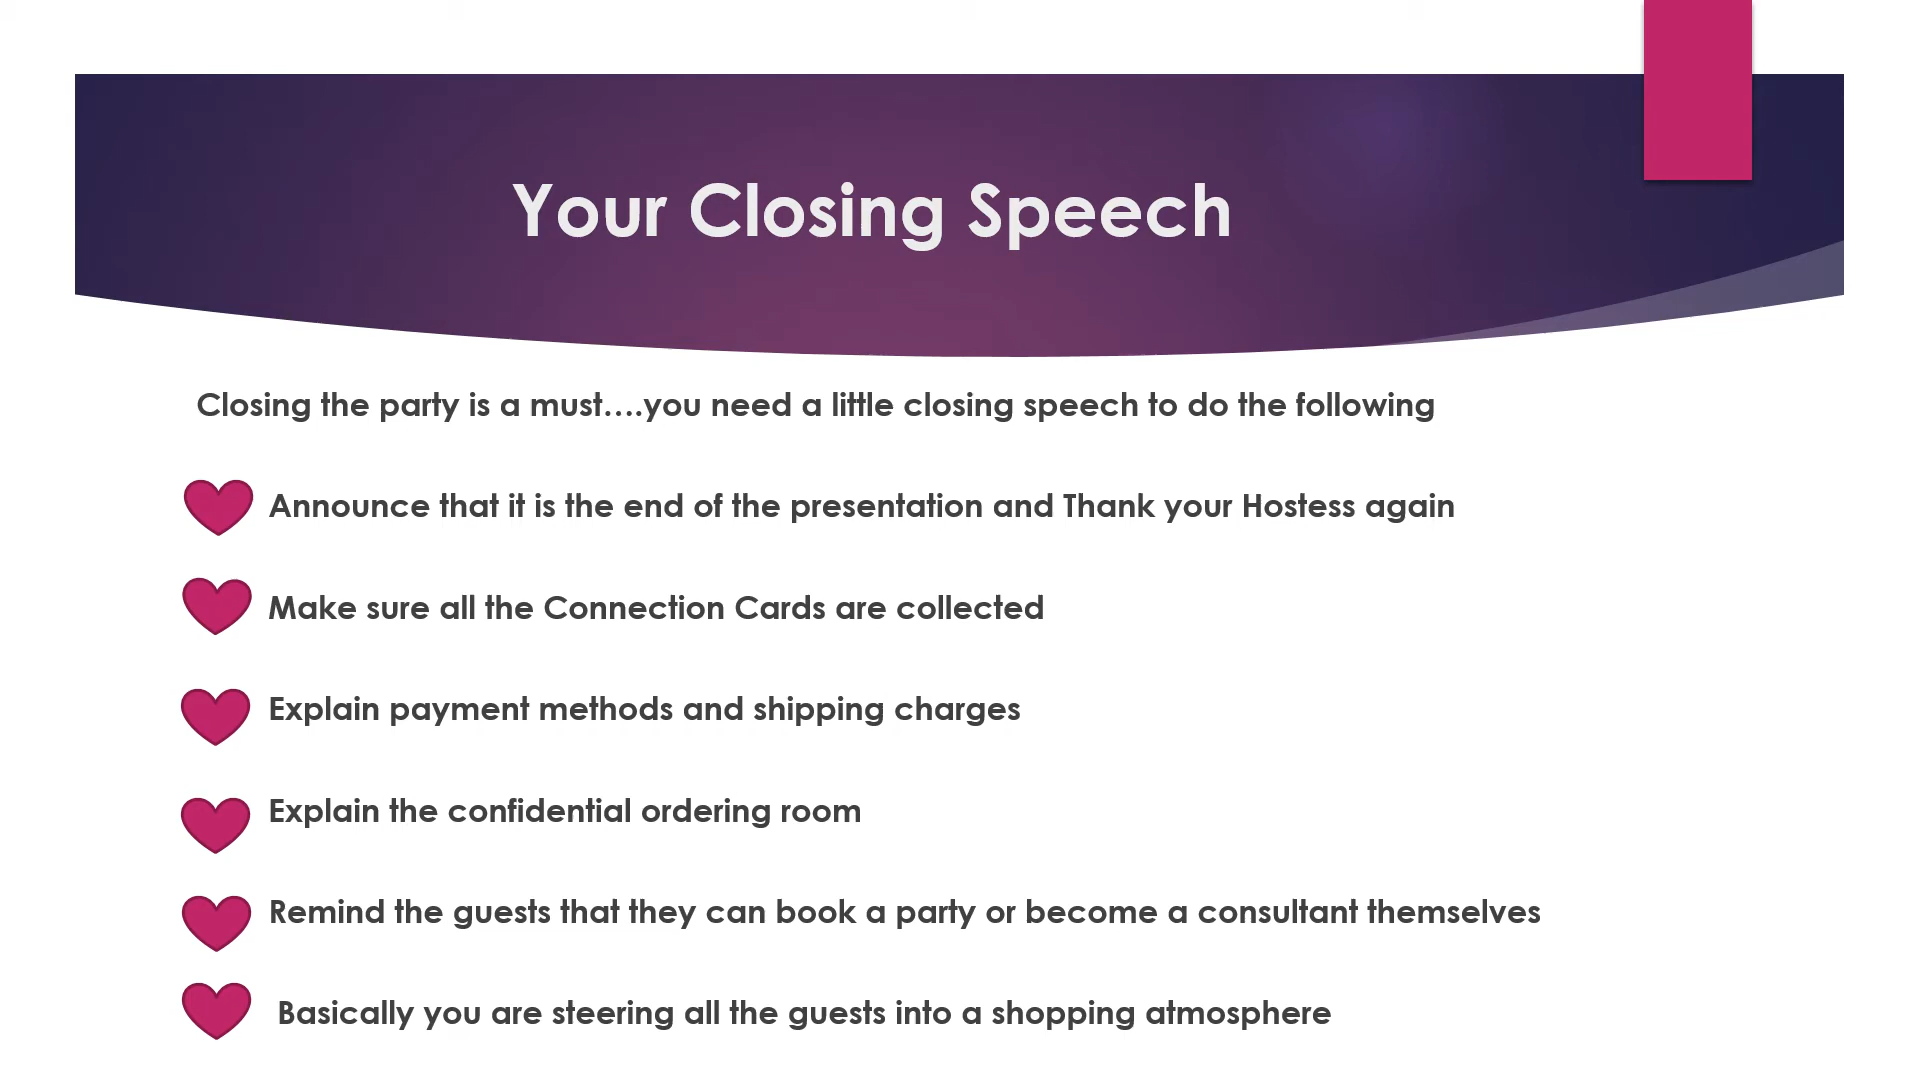 Your Closing Speech
Closing the party is a must....you need a little closing speech to do the following
Announce that it is the end of the presentation and Thank your Hostess again
Make sure all the Connection Cards are collected
Explain payment methods and shipping charges
Explain the confidential ordering room
Remind the guests that they can book a party or become a consultant themselves
Basically you are steering all the guests into a shopping atmosphere